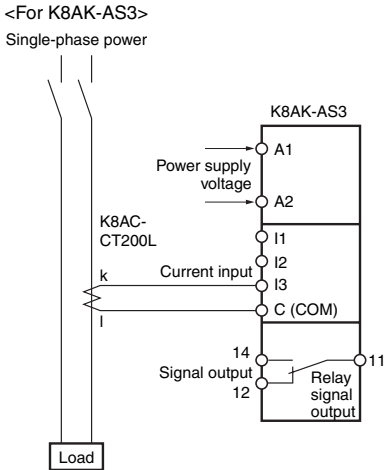 <For K8AK-AS3>
Single-phase power
K8AK-AS3
A1
Power supply
voltage
A2
K8AC-
CT200L
I1
I2
k
Current input
I3
C (COM)
l
14
11
Signal output
12
Relay
signal
output
Load